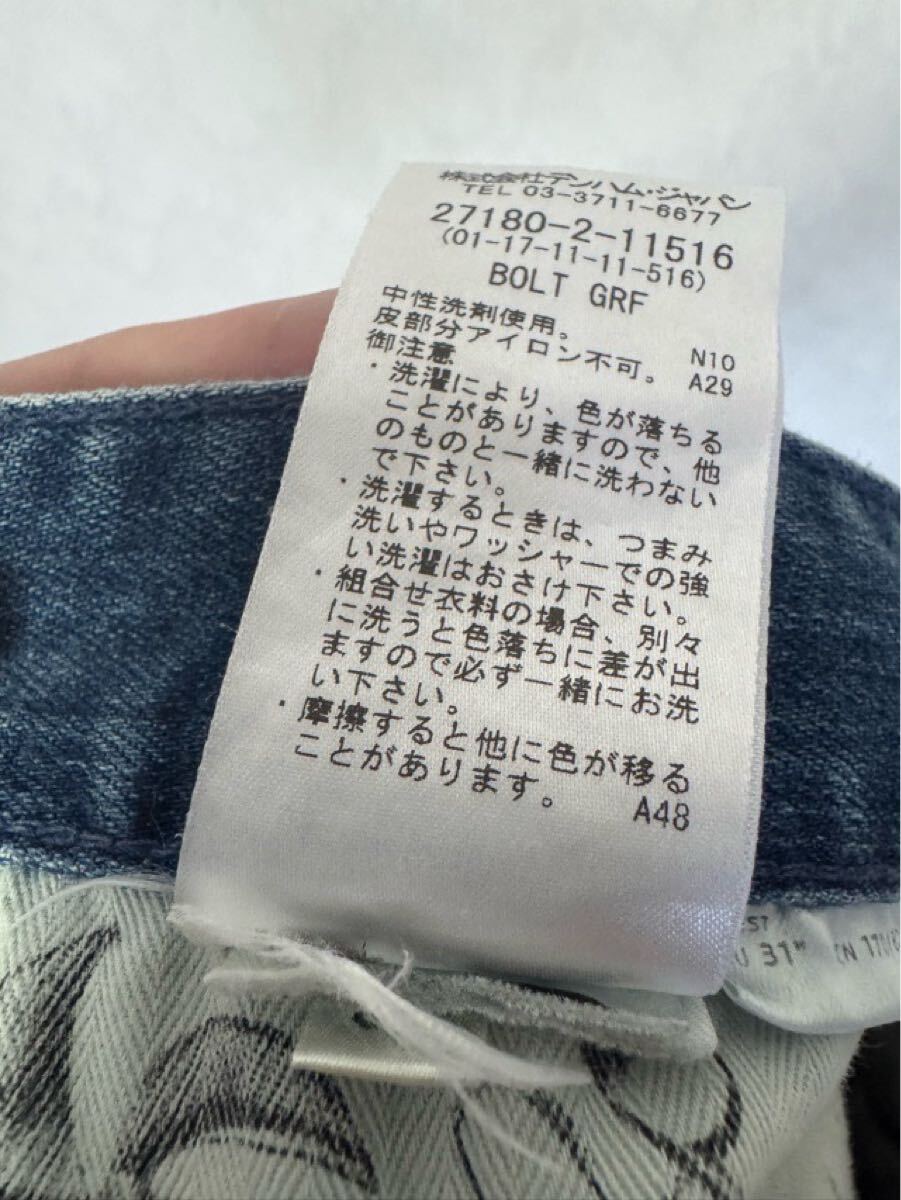 株式会社デンハム・ジャパン
TEL 03-3711-6677
27180-2-11516
(01-17-11-11-516)
BOLT GRF
中性洗剤使用。 N10
皮部分アイロン不可。 A29
御注意
・洗濯により、色が落ちる
ことがありますので、他
のものと一緒に洗わない
で下さい。
・洗濯するときは、つまみ
洗いやワッシャーでの強
い洗濯はおさけ下さい。
・組合せ衣料の場合、別々
に洗うと色落ちに差が出
ますので必ず一緒にお洗
い下さい。
・摩擦すると他に色が移る
ことがあります。 A48
31"